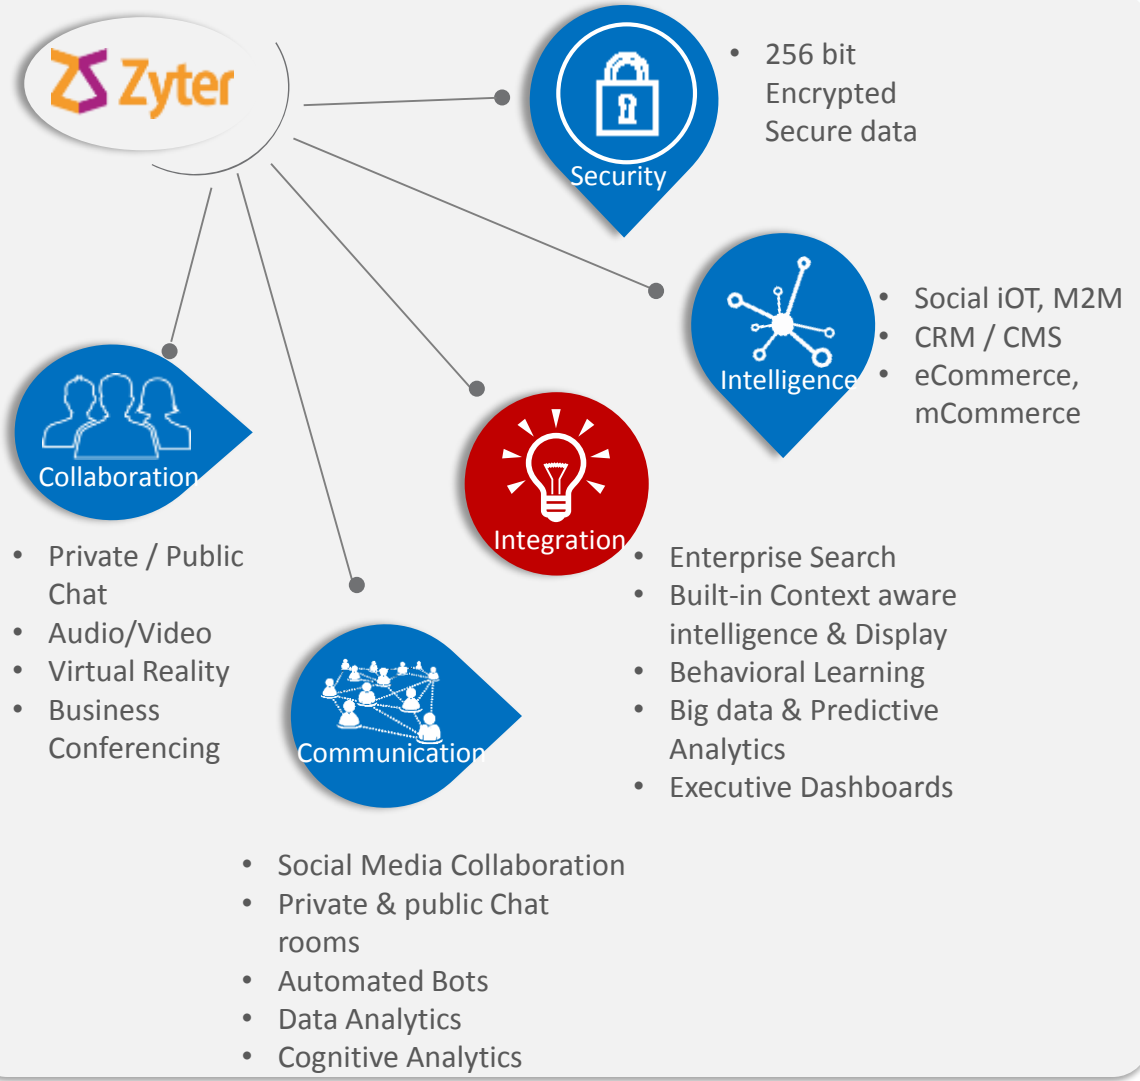 Zyter
Security
• 256 bit
Encrypted
Secure data
Intelligence
• Social iOT, M2M
• CRM / CMS
• eCommerce,
mCommerce
Collaboration
• Private / Public
Chat
• Audio/Video
• Virtual Reality
• Business
Conferencing
Integration
• Enterprise Search
• Built-in Context aware
intelligence & Display
• Behavioral Learning
• Big data & Predictive
Analytics
• Executive Dashboards
Communication
• Social Media Collaboration
• Private & public Chat
rooms
• Automated Bots
• Data Analytics
• Cognitive Analytics